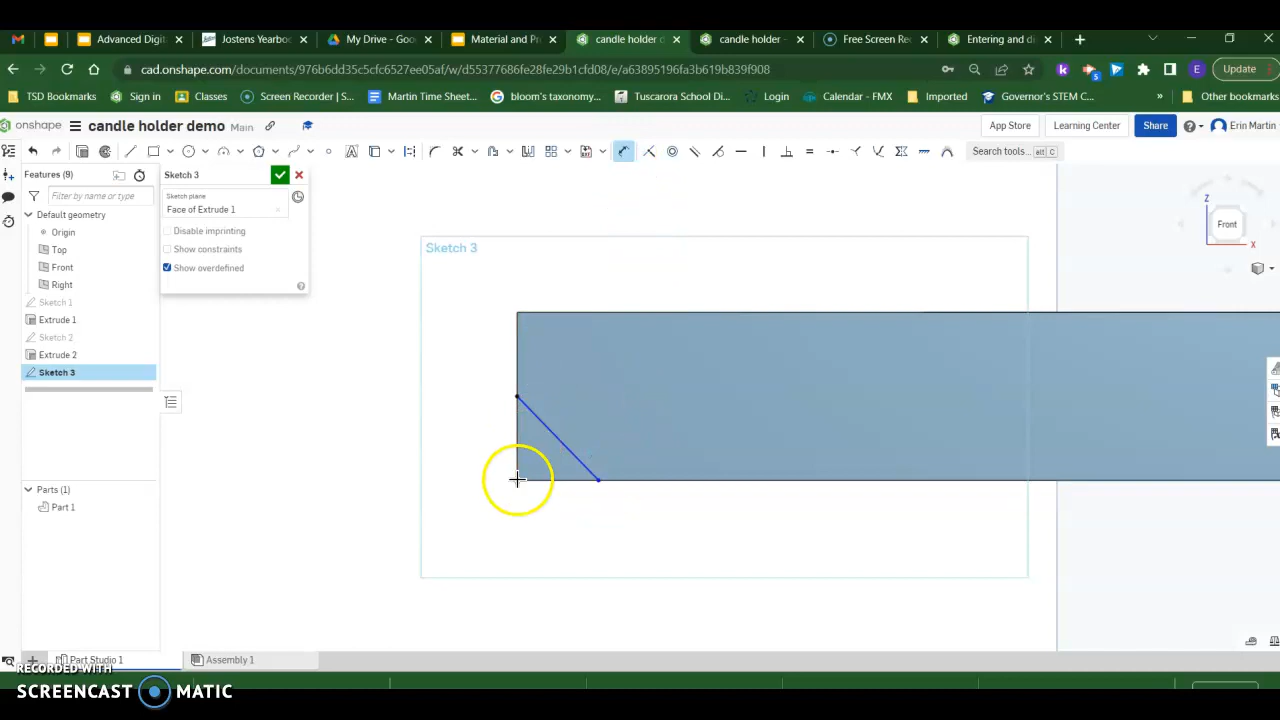 Advanced Digit
Jostens Yearboo
My Drive - Goo
Material and Pro
candle holder d
candle holder -
Free Screen Rec
Entering and di
cad.onshape.com/documents/976b6dd35c5cfc6527ee05af/w/d55377686fe28fe29b1cfd08/e/a63895196fa3b619b839f908
Update
TSD Bookmarks
Sign in
Classes
Screen Recorder | S...
Martin Time Sheet...
bloom's taxonomy...
Tuscarora School Di...
Login
Calendar - FMX
Imported
Governor's STEM C...
»
Other bookmarks
onshape
candle holder demo
Main
App Store
Learning Center
Share
Erin Martin
Search tools...
alt C
Features (9)
Filter by name or type
Default geometry
Origin
Top
Front
Right
Sketch 1
Extrude 1
Sketch 2
Extrude 2
Sketch 3
Parts (1)
Part 1
Sketch 3
Sketch plane
Face of Extrude 1
Disable imprinting
Show constraints
Show overdefined
Sketch 3
Z
Front
X
Part Studio 1
Assembly 1
RECORDED WITH
SCREENCAST MATIC